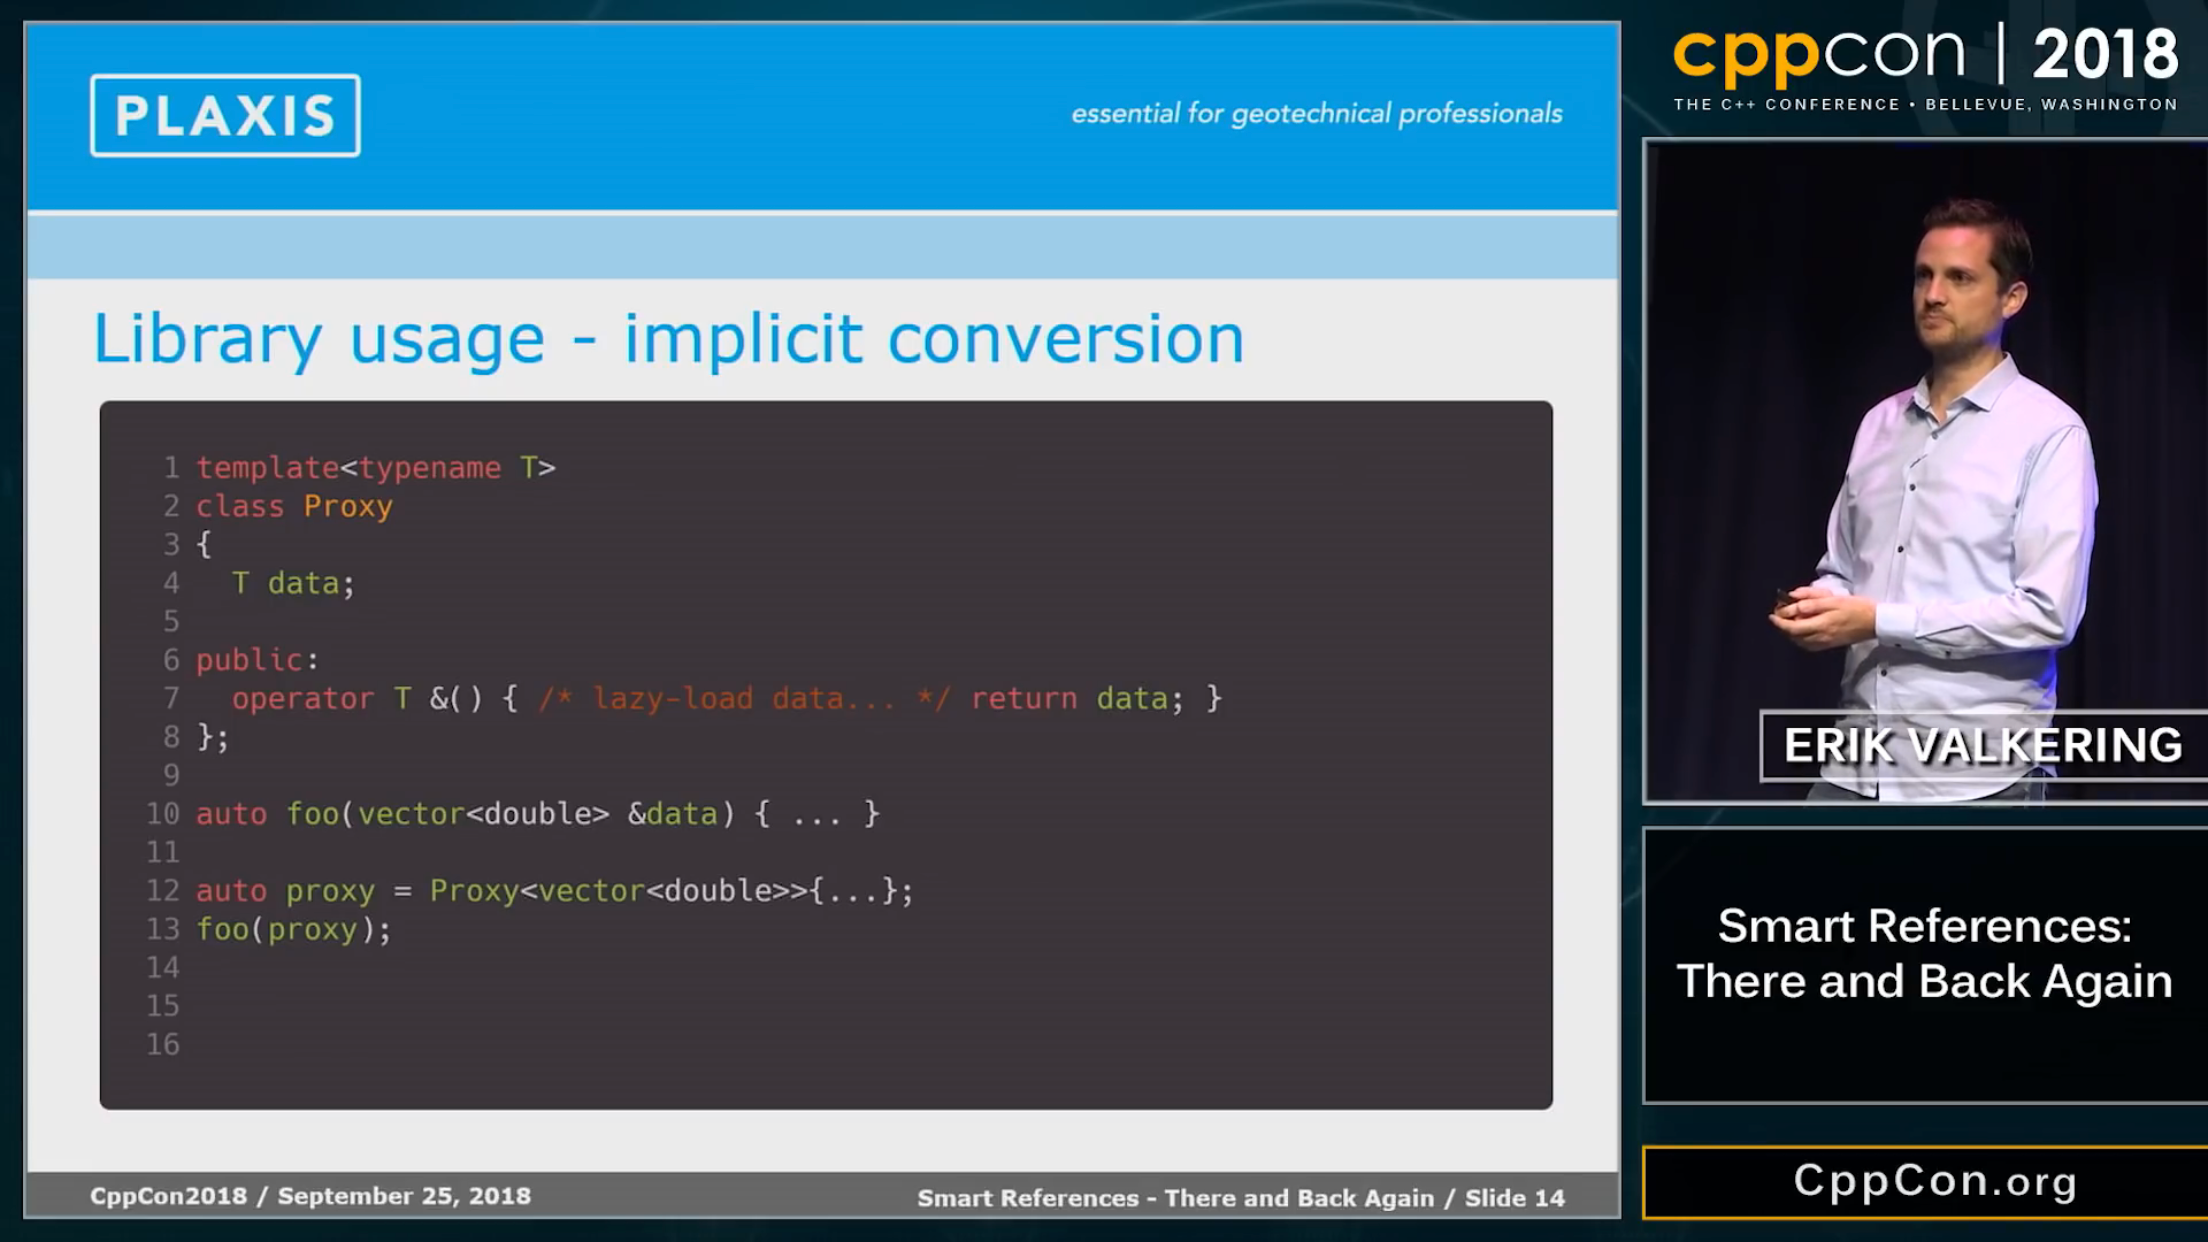 PLAXIS
essential for geotechnical professionals
Library usage - implicit conversion
1 template<typename T>
2 class Proxy
3 {
4   T data;
5
6 public:
7   operator T &() { /* lazy-load data... */ return data; }
8 };
9
10 auto foo(vector<double> &data) { ... }
11
12 auto proxy = Proxy<vector<double>>{...};
13 foo(proxy);
14
15
16
CppCon2018 / September 25, 2018
Smart References - There and Back Again / Slide 14
cppcon | 2018
THE C++ CONFERENCE • BELLEVUE, WASHINGTON
ERIK VALKERING
Smart References:
There and Back Again
CppCon.org